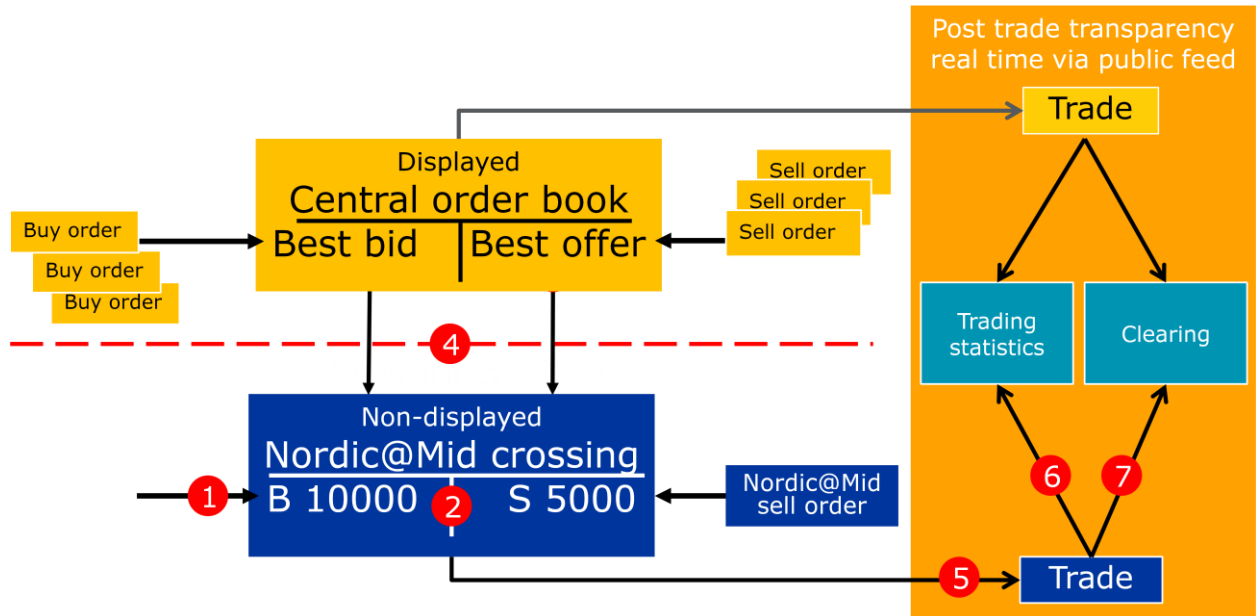 Post trade transparency
real time via public feed
Trade
Displayed
Central order book
Best bid
Best offer
Buy order
Buy order
Buy order
Sell order
Sell order
Sell order
Trading
statistics
Clearing
4
Non-displayed
Nordic@Mid crossing
B 10000
S 5000
1
2
Nordic@Mid
sell order
6
7
5
Trade